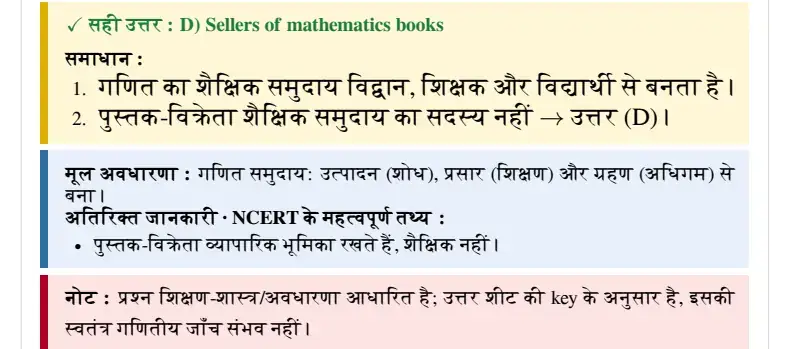 ✓ सही उत्तर : D) Sellers of mathematics books
समाधान :
1. गणित का शैक्षिक समुदाय विद्वान, शिक्षक और विद्यार्थी से बनता है।
2. पुस्तक-विक्रेता शैक्षिक समुदाय का सदस्य नहीं → उत्तर (D)।
मूल अवधारणा : गणित समुदाय: उत्पादन (शोध), प्रसार (शिक्षण) और ग्रहण (अधिगम) से
बना।
अतिरिक्त जानकारी · NCERT के महत्वपूर्ण तथ्य :
• पुस्तक-विक्रेता व्यापारिक भूमिका रखते हैं, शैक्षिक नहीं।
नोट : प्रश्न शिक्षण-शास्त्र/अवधारणा आधारित है; उत्तर शीट की key के अनुसार है, इसकी
स्वतंत्र गणितीय जाँच संभव नहीं।